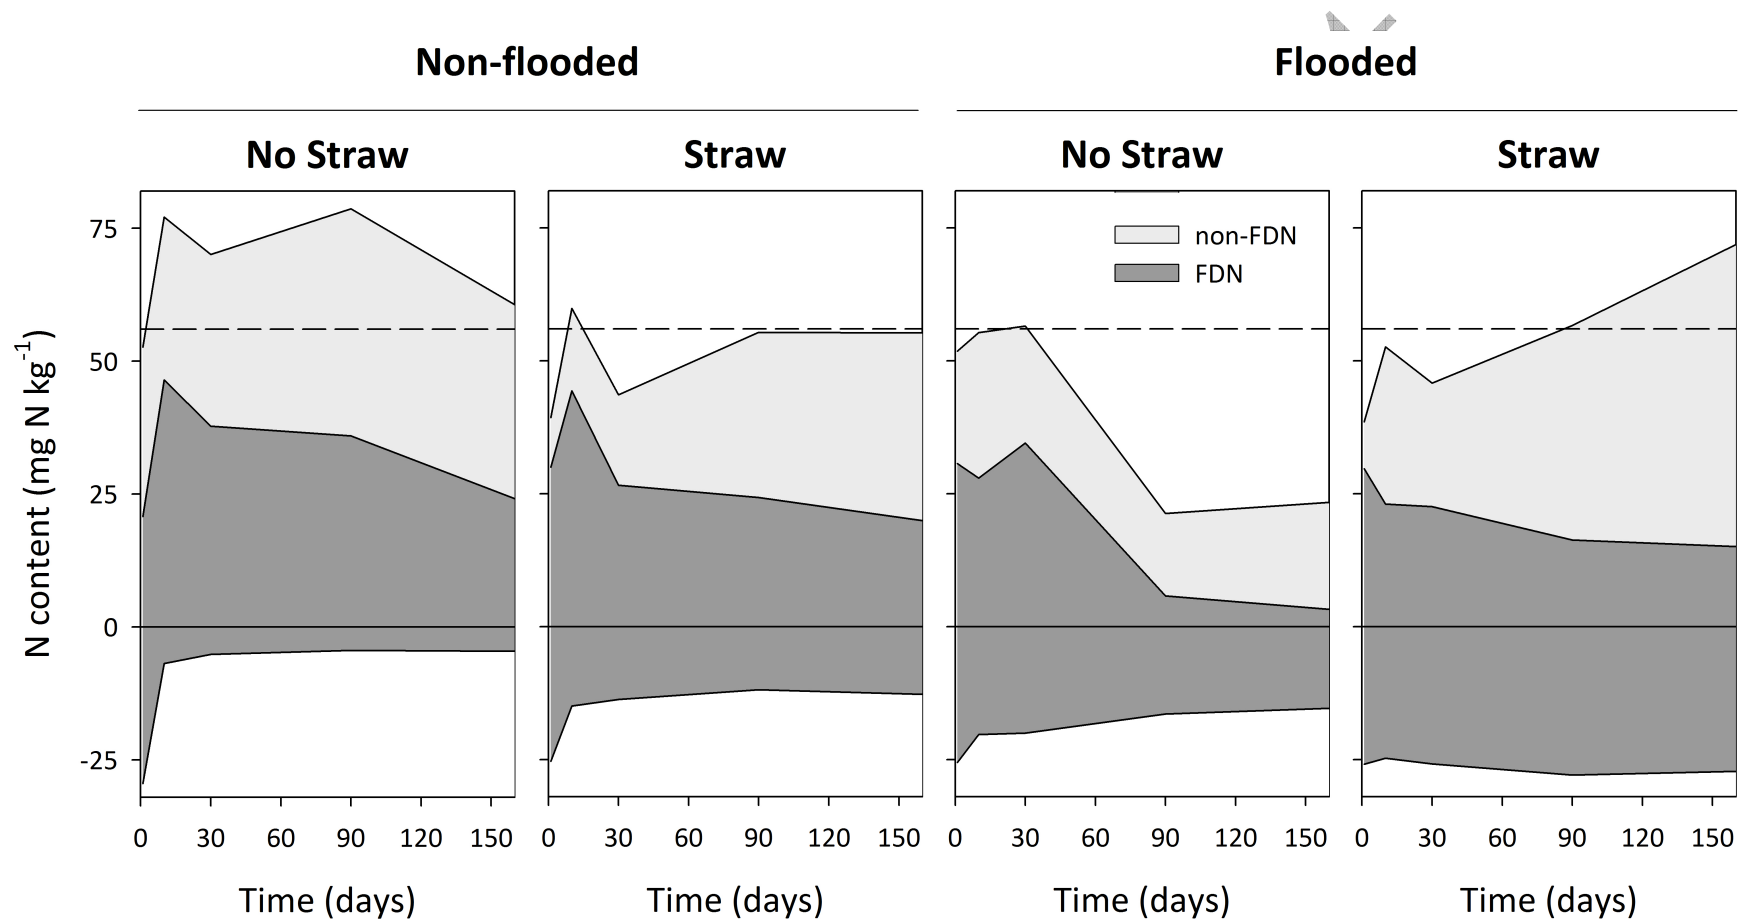 Non-flooded
Flooded
No Straw
Straw
No Straw
Straw
N content (mg N kg⁻¹)
75
50
25
0
-25
non-FDN
FDN
0 30 60 90 120 150
0 30 60 90 120 150
0 30 60 90 120 150
0 30 60 90 120 150
Time (days)
Time (days)
Time (days)
Time (days)